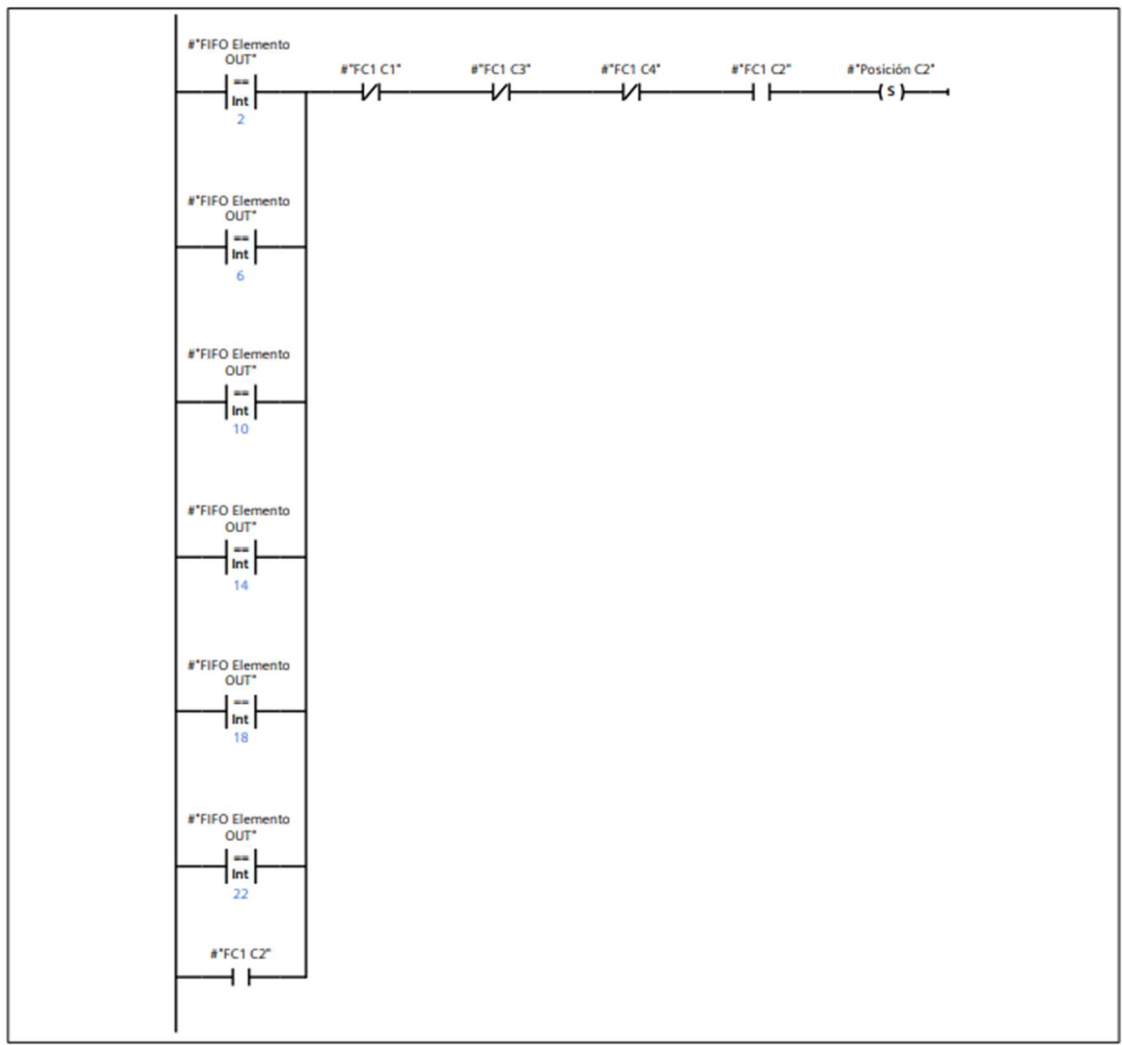 #"FIFO Elemento
OUT"
#"FC1 C1"
#"FC1 C3"
#"FC1 C4"
#"FC1 C2"
#"Posición C2"
==
Int
S
2
#"FIFO Elemento
OUT"
==
Int
6
#"FIFO Elemento
OUT"
==
Int
10
#"FIFO Elemento
OUT"
==
Int
14
#"FIFO Elemento
OUT"
==
Int
18
#"FIFO Elemento
OUT"
==
Int
22
#"FC1 C2"